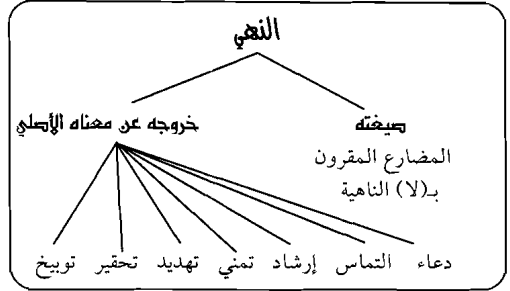 النهي
صيغته
المضارع المقرون
بـ(لا) الناهية
خروجه عن معناه الأصلي
دعاء التماس إرشاد تمني تهديد تحقير توبيخ